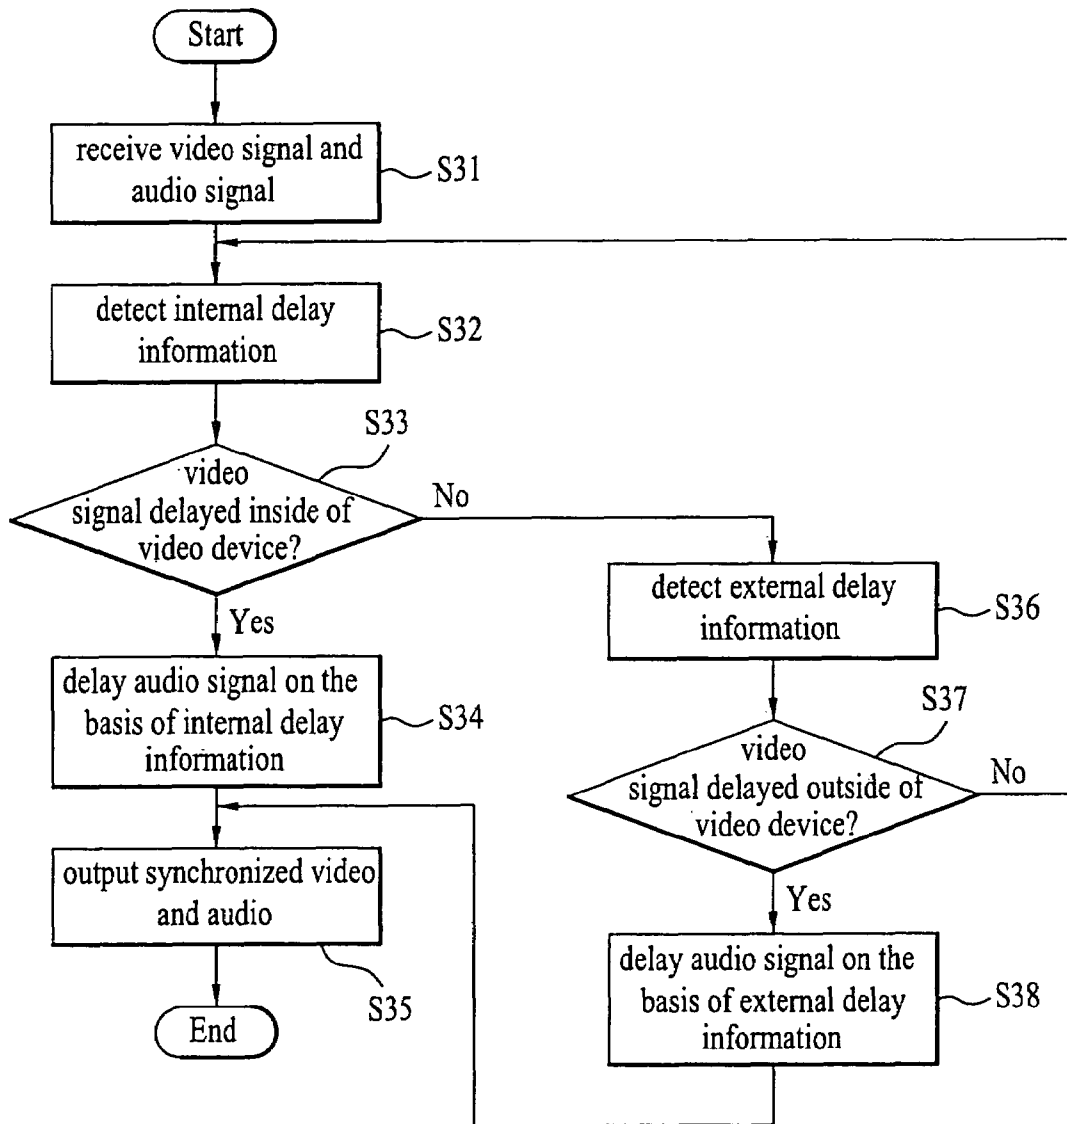 Start
receive video signal and
audio signal
S31
detect internal delay
information
S32
S33
video
signal delayed inside of
video device?
No
Yes
delay audio signal on the
basis of internal delay
information
S34
output synchronized video
and audio
S35
End
detect external delay
information
S36
S37
video
signal delayed outside of
video device?
No
Yes
delay audio signal on the
basis of external delay
information
S38